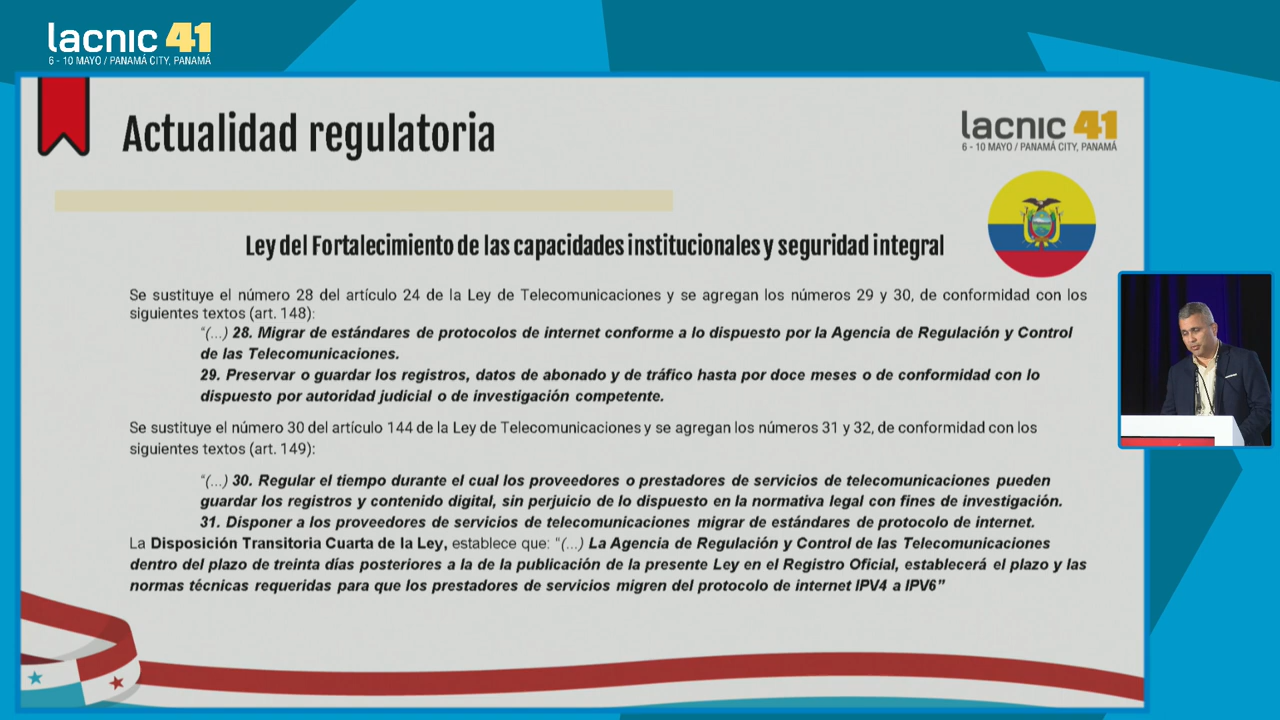 lacnic 41
6 - 10 MAYO / PANAMÁ CITY, PANAMÁ
Actualidad regulatoria
lacnic 41
6 - 10 MAYO / PANAMÁ CITY, PANAMÁ
Ley del Fortalecimiento de las capacidades institucionales y seguridad integral
Se sustituye el número 28 del artículo 24 de la Ley de Telecomunicaciones y se agregan los números 29 y 30, de conformidad con los
siguientes textos (art. 148):
“(...) 28. Migrar de estándares de protocolos de internet conforme a lo dispuesto por la Agencia de Regulación y Control
de las Telecomunicaciones.
29. Preservar o guardar los registros, datos de abonado y de tráfico hasta por doce meses o de conformidad con lo
dispuesto por autoridad judicial o de investigación competente.
Se sustituye el número 30 del artículo 144 de la Ley de Telecomunicaciones y se agregan los números 31 y 32, de conformidad con los
siguientes textos (art. 149):
“(...) 30. Regular el tiempo durante el cual los proveedores o prestadores de servicios de telecomunicaciones pueden
guardar los registros y contenido digital, sin perjuicio de lo dispuesto en la normativa legal con fines de investigación.
31. Disponer a los proveedores de servicios de telecomunicaciones migrar de estándares de protocolo de internet.
La Disposición Transitoria Cuarta de la Ley, establece que: “(...) La Agencia de Regulación y Control de las Telecomunicaciones
dentro del plazo de treinta días posteriores a la de la publicación de la presente Ley en el Registro Oficial, establecerá el plazo y las
normas técnicas requeridas para que los prestadores de servicios migren del protocolo de internet IPV4 a IPV6”